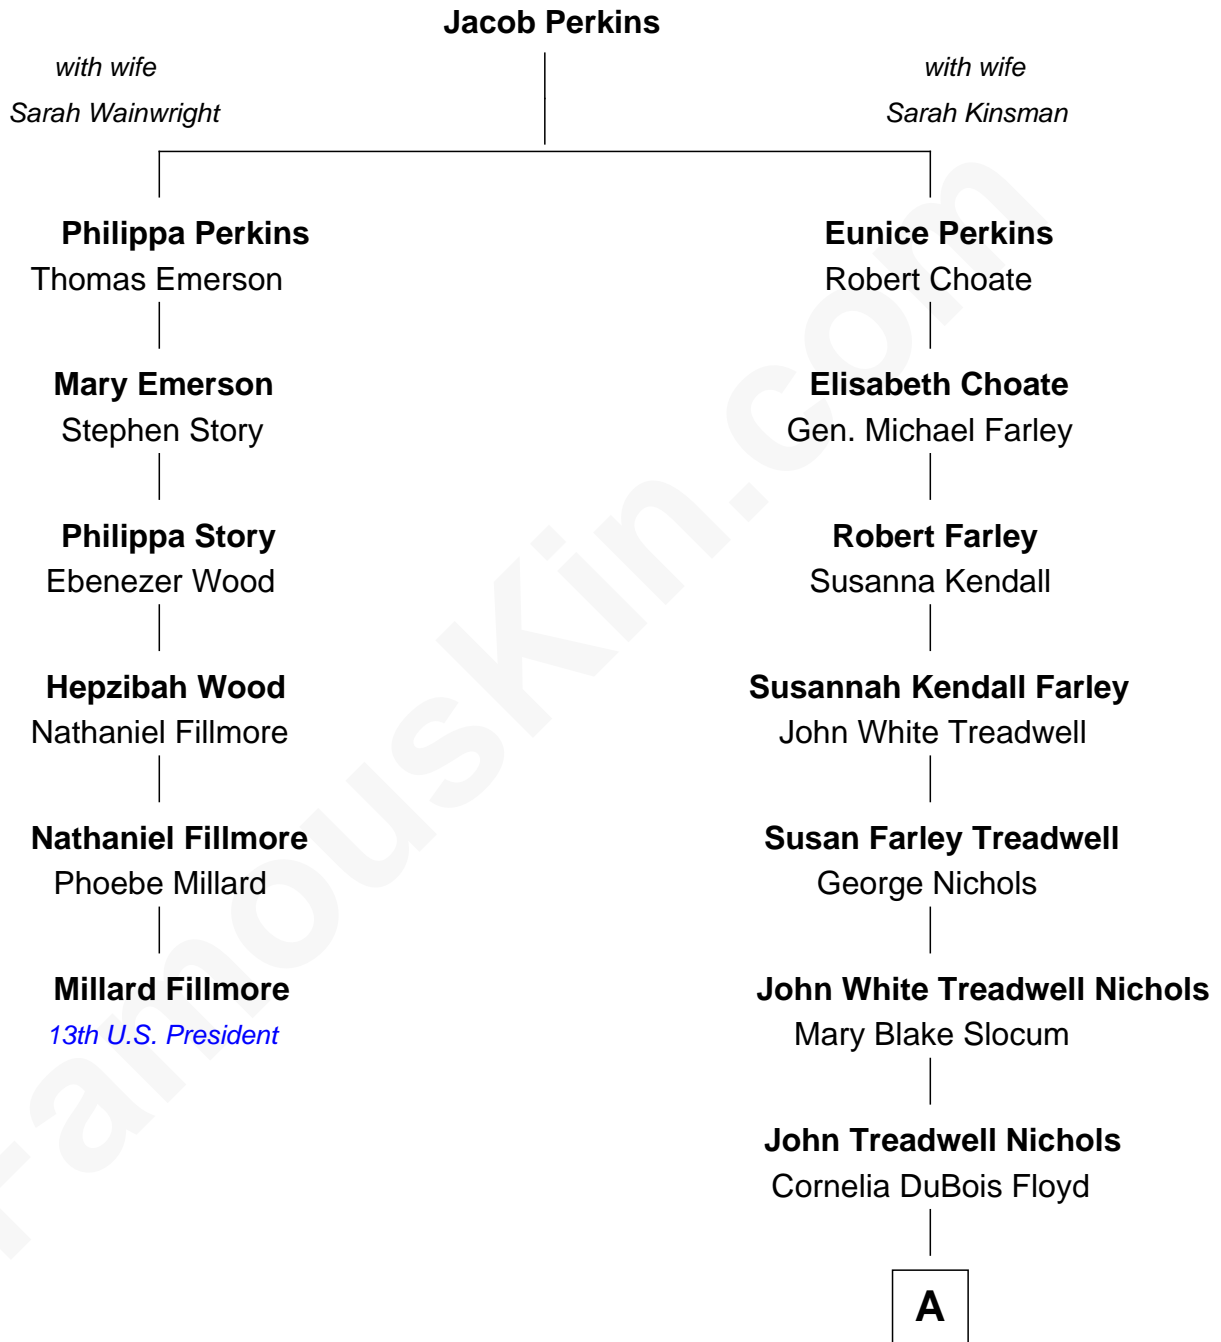 Jacob Perkins
with wife
Sarah Wainwright
with wife
Sarah Kinsman
Philippa Perkins
Thomas Emerson
Mary Emerson
Stephen Story
Philippa Story
Ebenezer Wood
Hepzibah Wood
Nathaniel Fillmore
Nathaniel Fillmore
Phoebe Millard
Millard Fillmore
13th U.S. President
Eunice Perkins
Robert Choate
Elisabeth Choate
Gen. Michael Farley
Robert Farley
Susanna Kendall
Susannah Kendall Farley
John White Treadwell
Susan Farley Treadwell
George Nichols
John White Treadwell Nichols
Mary Blake Slocum
John Treadwell Nichols
Cornelia DuBois Floyd
A
FamousKin.com